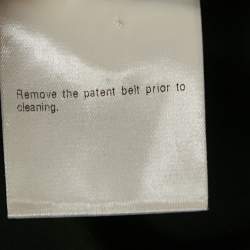 Remove the patent belt prior to
cleaning.